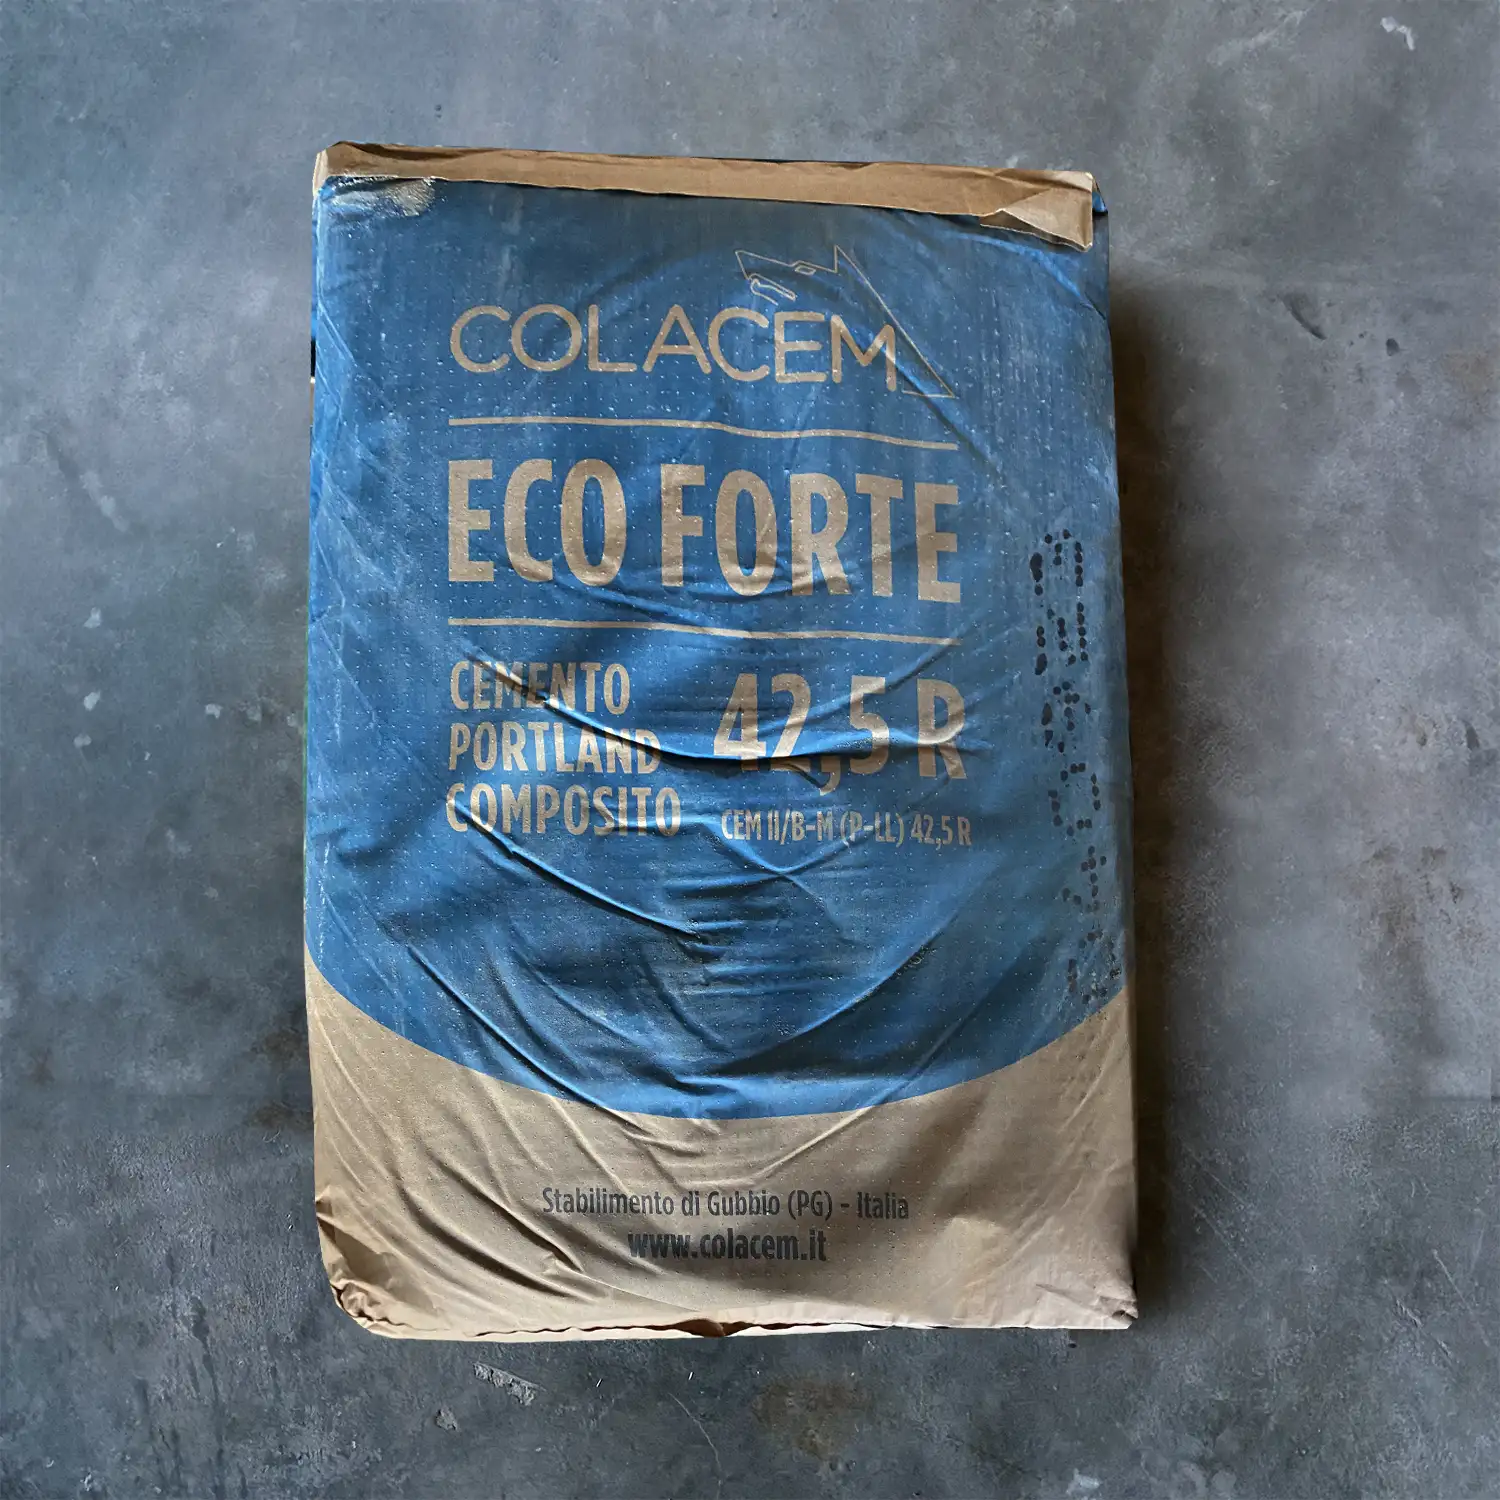 COLACEM
ECO FORTE
CEMENTO
PORTLAND
COMPOSITO
42,5 R
CEM II/B-M (P-LL) 42,5 R
Stabilimento di Gubbio (PG) - Italia
www.colacem.it